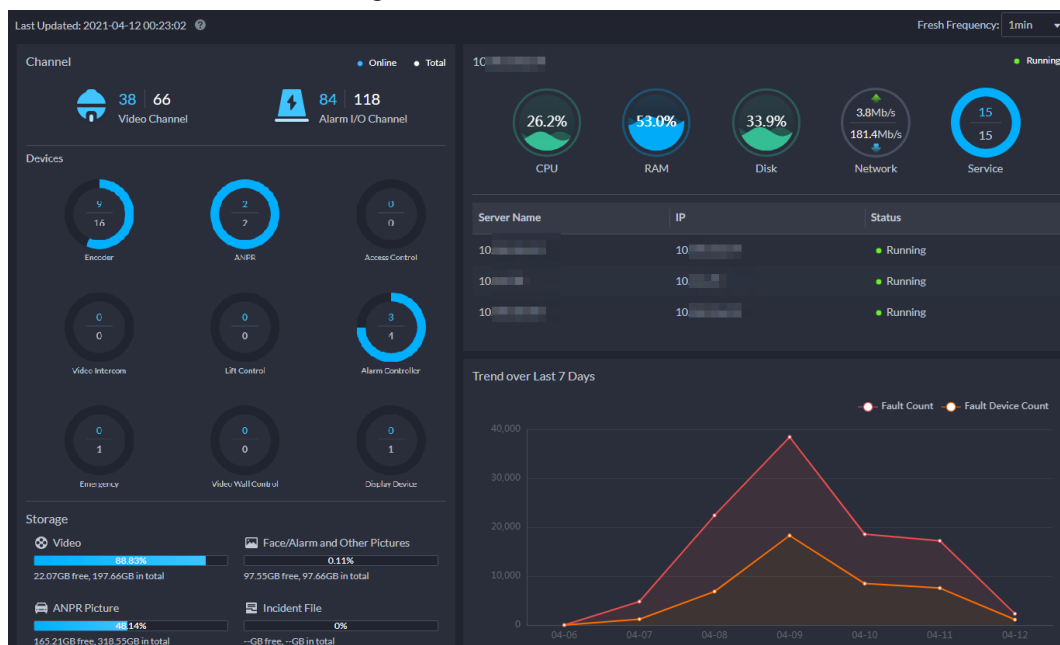 Last Updated: 2021-04-12 00:23:02
Fresh Frequency: 1min
Channel
Online Total
38 66
Video Channel
84 118
Alarm I/O Channel
Devices
9
16
Encoder
2
2
ANPR
0
0
Access Control
0
0
Video Intercom
0
0
Lift Control
3
4
Alarm Controller
0
1
Emergency
0
0
Video Wall Control
0
1
Display Device
Storage
Video
88.83%
22.07GB free, 197.66GB in total
Face/Alarm and Other Pictures
0.11%
97.55GB free, 97.66GB in total
ANPR Picture
48.14%
165.21GB free, 318.55GB in total
Incident File
0%
--GB free, --GB in total
10
Running
26.2%
CPU
53.0%
RAM
33.9%
Disk
3.8Mb/s
181.4Mb/s
Network
15
15
Service
Server Name IP Status
10. 10. Running
10. 10. Running
10 10. Running
Trend over Last 7 Days
Fault Count Fault Device Count
40,000
30,000
20,000
10,000
0
04-06 04-07 04-08 04-09 04-10 04-11 04-12